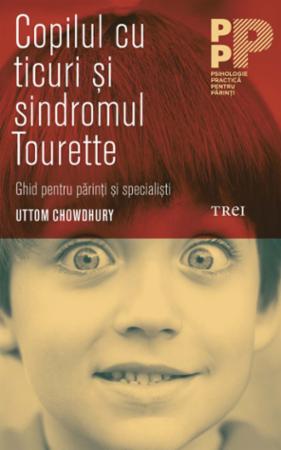 Copilul cu
ticuri și
sindromul
Tourette
Ghid pentru părinți și specialiști
UTTOM CHOWDHURY
PPP
PSIHOLOGIE
PRACTICĂ
PENTRU
PĂRINȚI
TREI